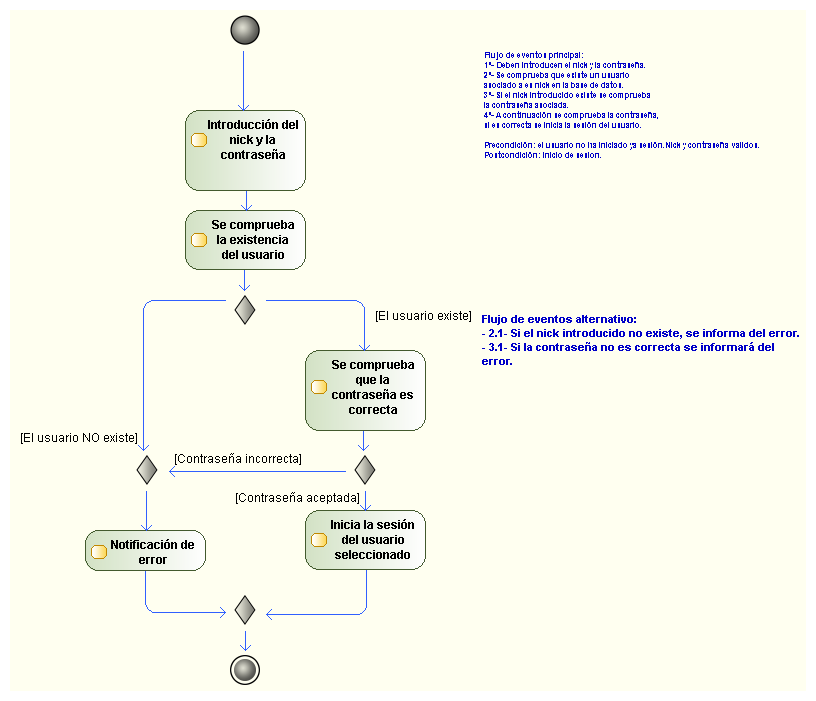 Flujo de eventos principal:
1º- Deben introducen el nick y la contraseña.
2º- Se comprueba que existe un usuario
asociado a es nick en la base de datos.
3º- Si el nick introducido existe se comprueba
la contraseña asociada.
4º- A continuación se comprueba la contraseña,
si es correcta se inicia la sesión del usuario.
Precondición: el usuario no ha iniciado ya sesión. Nick y contraseña validos.
Postcondición: Inicio de sesion.
Introducción del
nick y la
contraseña
Se comprueba
la existencia
del usuario
[El usuario existe]
Flujo de eventos alternativo:
- 2.1- Si el nick introducido no existe, se informa del error.
- 3.1- Si la contraseña no es correcta se informará del
error.
Se comprueba
que la
contraseña es
correcta
[El usuario NO existe]
[Contraseña incorrecta]
[Contraseña aceptada]
Notificación de
error
Inicia la sesión
del usuario
seleccionado